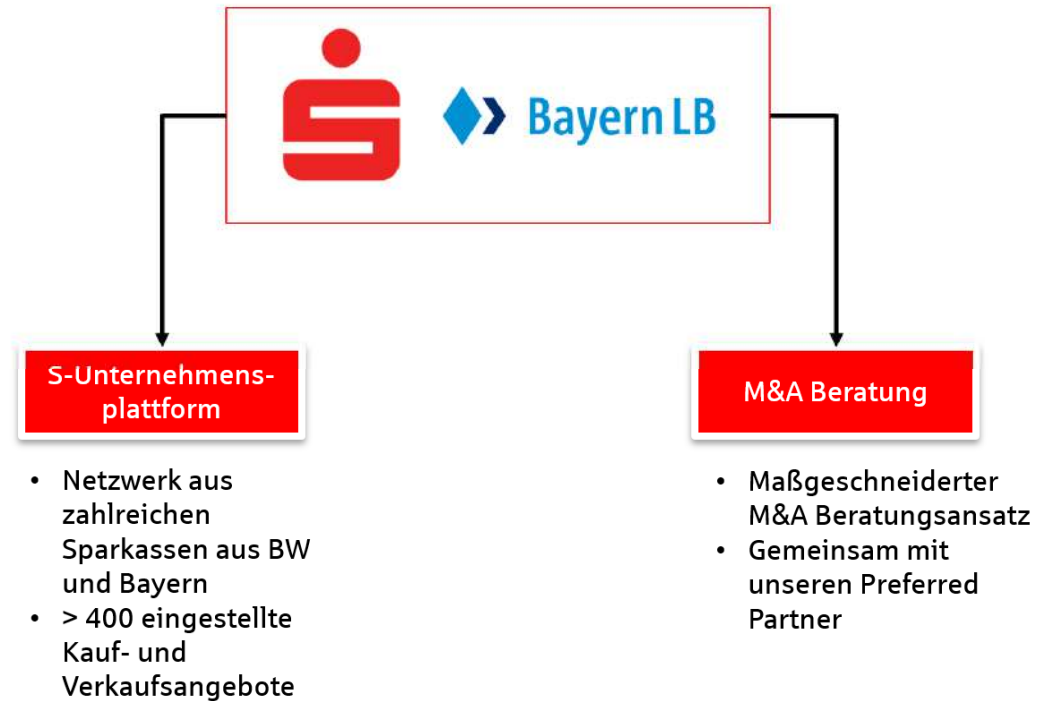 Bayern LB
S-Unternehmens-
plattform
M&A Beratung
• Netzwerk aus
zahlreichen
Sparkassen aus BW
und Bayern
• > 400 eingestellte
Kauf- und
Verkaufsangebote
• Maßgeschneiderter
M&A Beratungsansatz
• Gemeinsam mit
unseren Preferred
Partner